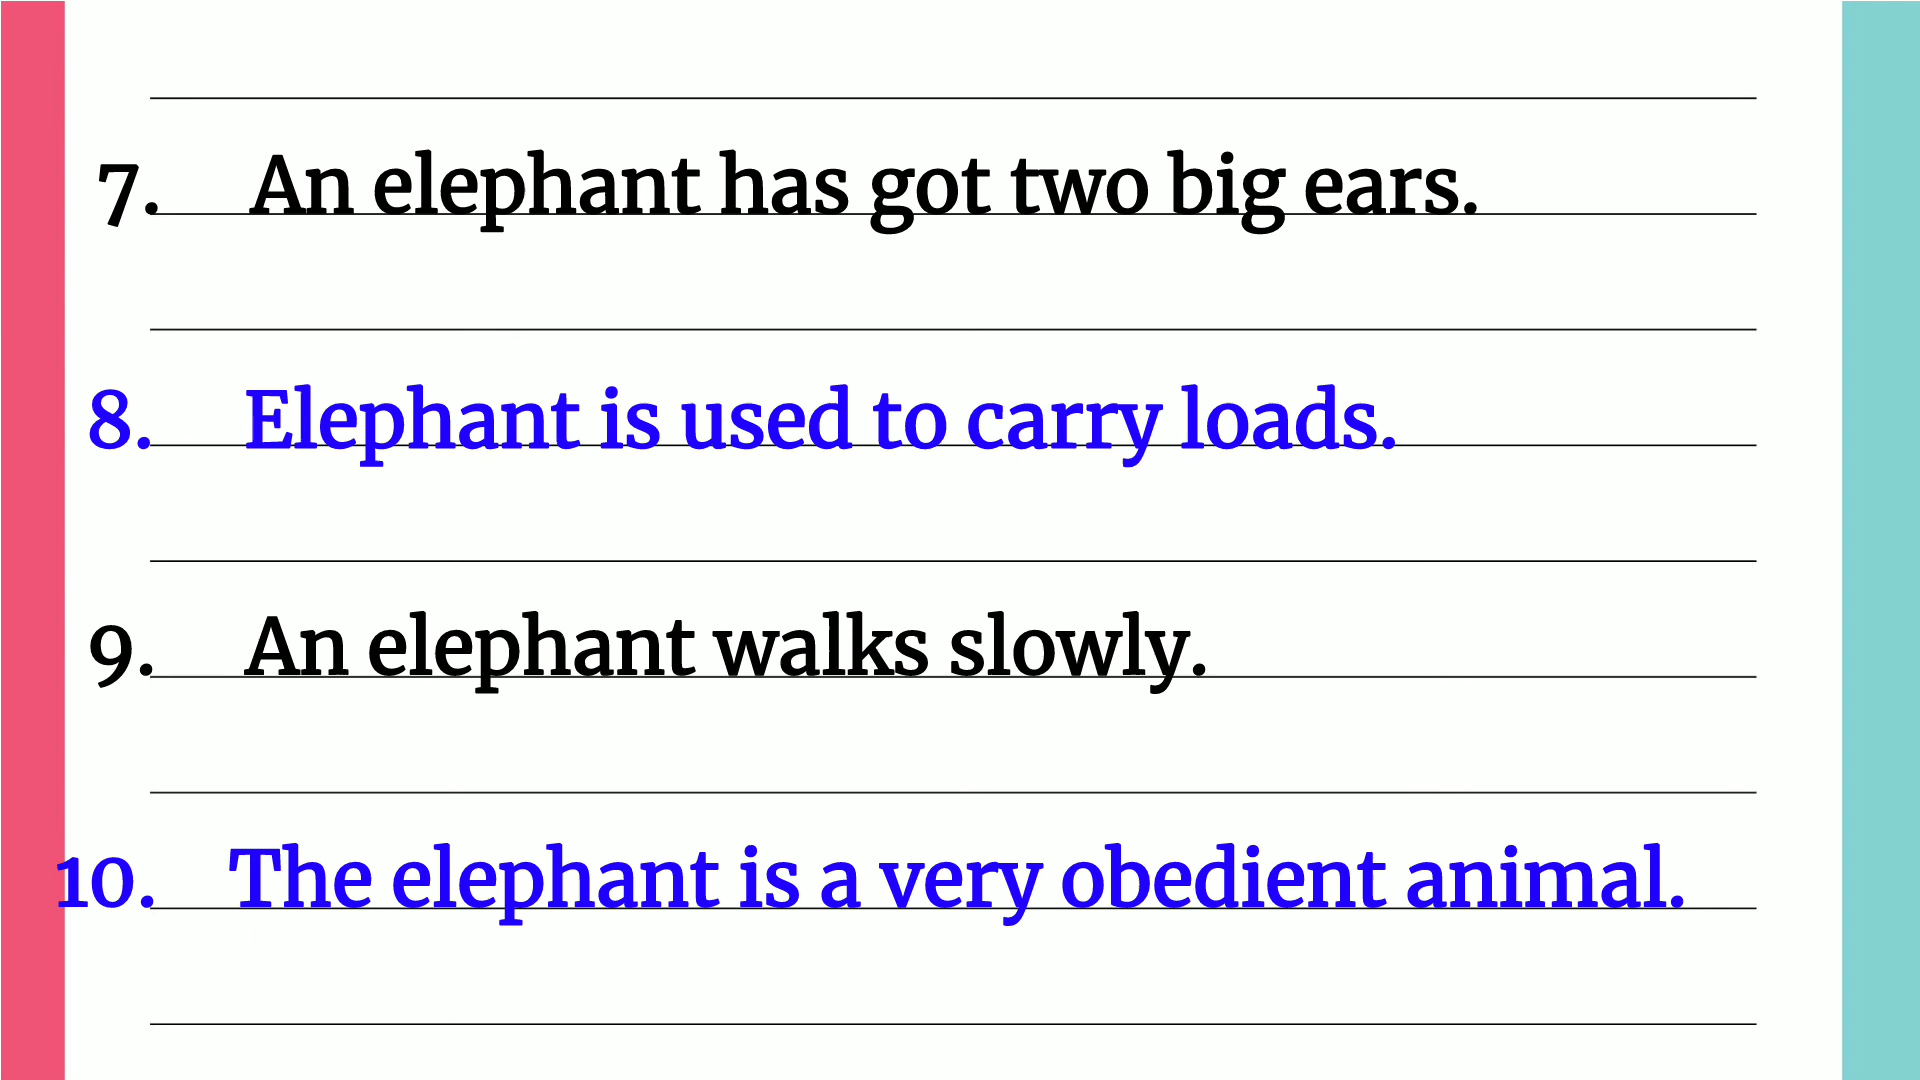 7. An elephant has got two big ears.
8. Elephant is used to carry loads.
9. An elephant walks slowly.
10. The elephant is a very obedient animal.